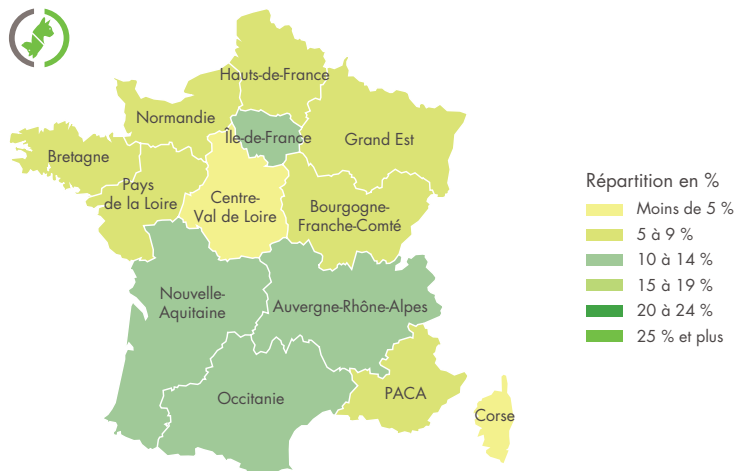 Hauts-de-France
Normandie
Île-de-France
Grand Est
Bretagne
Pays
de la Loire
Centre-
Val de Loire
Bourgogne-
Franche-Comté
Nouvelle-
Aquitaine
Auvergne-Rhône-Alpes
Occitanie
PACA
Corse
Répartition en %
Moins de 5 %
5 à 9 %
10 à 14 %
15 à 19 %
20 à 24 %
25 % et plus